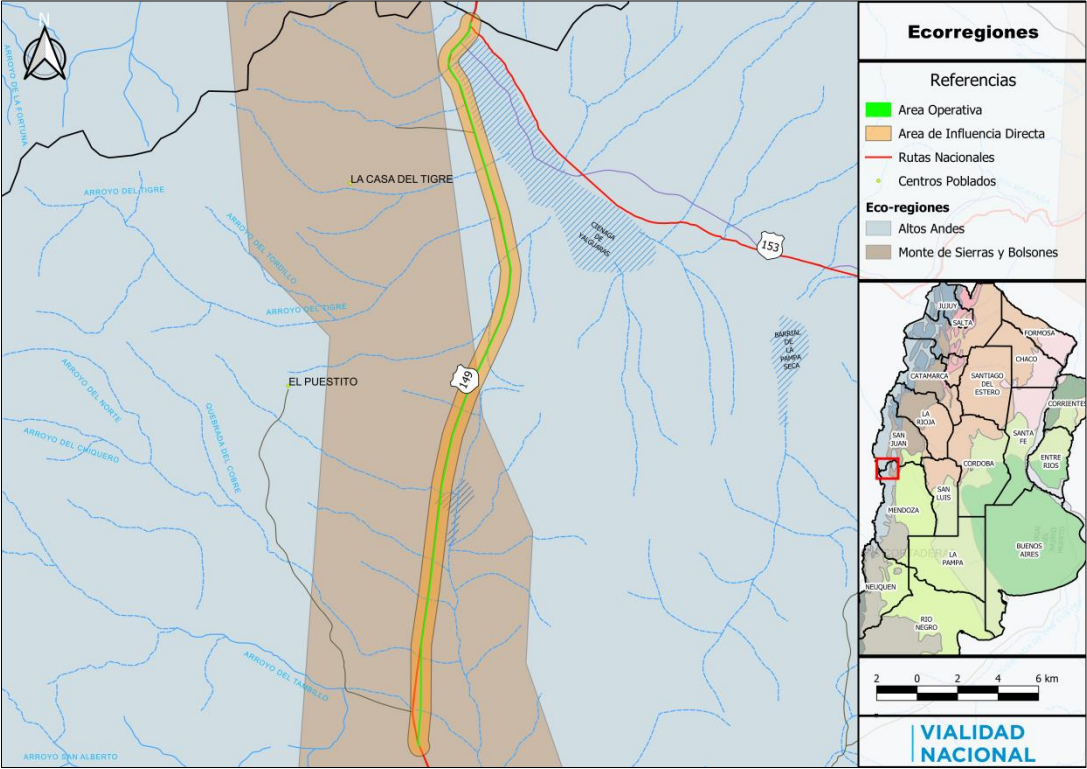 N
ARROYO DE LA FORTUNA
ARROYO DEL TIGRE
LA CASA DEL TIGRE
ARROYO DEL TORDILLO
ARROYO DEL TIGRE
CIENAGA
DE
YALGUARAS
153
BARRIAL
DE
LA
PAMPA
SECA
149
EL PUESTITO
ARROYO DEL NORTE
QUEBRADA DEL COBRE
ARROYO DEL CHIQUERO
ARROYO DEL TAMBILLO
ARROYO SAN ALBERTO
Ecorregiones
Referencias
Area Operativa
Area de Influencia Directa
Rutas Nacionales
Centros Poblados
Eco-regiones
Altos Andes
Monte de Sierras y Bolsones
JUJUY
SALTA
FORMOSA
CHACO
CATAMARCA
SANTIAGO
DEL
ESTERO
CORRIENTES
LA
RIOJA
SAN
JUAN
SANTA
FE
ENTRE
RIOS
CORDOBA
SAN
LUIS
MENDOZA
BUENOS
AIRES
LA
PAMPA
NEUQUEN
RIO
NEGRO
2 0 2 4 6 km
VIALIDAD
NACIONAL